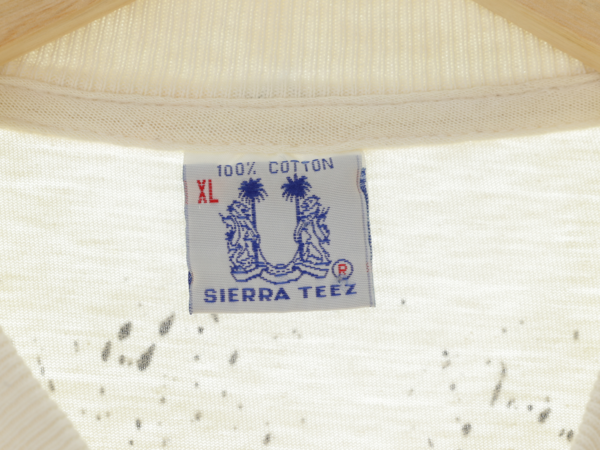 100% COTTON
XL
®
SIERRA TEEZ